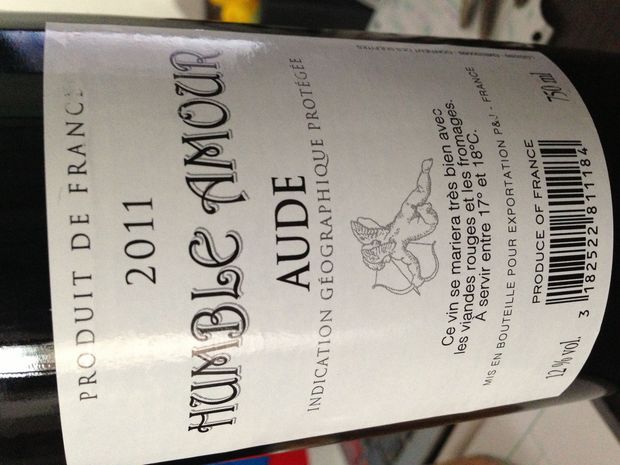 PRODUIT DE FRANCE
2011
HUMBLE AMOUR
AUDE
INDICATION GÉOGRAPHIQUE PROTÉGÉE
Ce vin se mariera très bien avec
les viandes rouges et les fromages.
A servir entre 17° et 18°C.
MIS EN BOUTEILLE POUR EXPORTATION P&J - FRANCE
PRODUCE OF FRANCE
12% vol.
3 182522 811184
750 ml